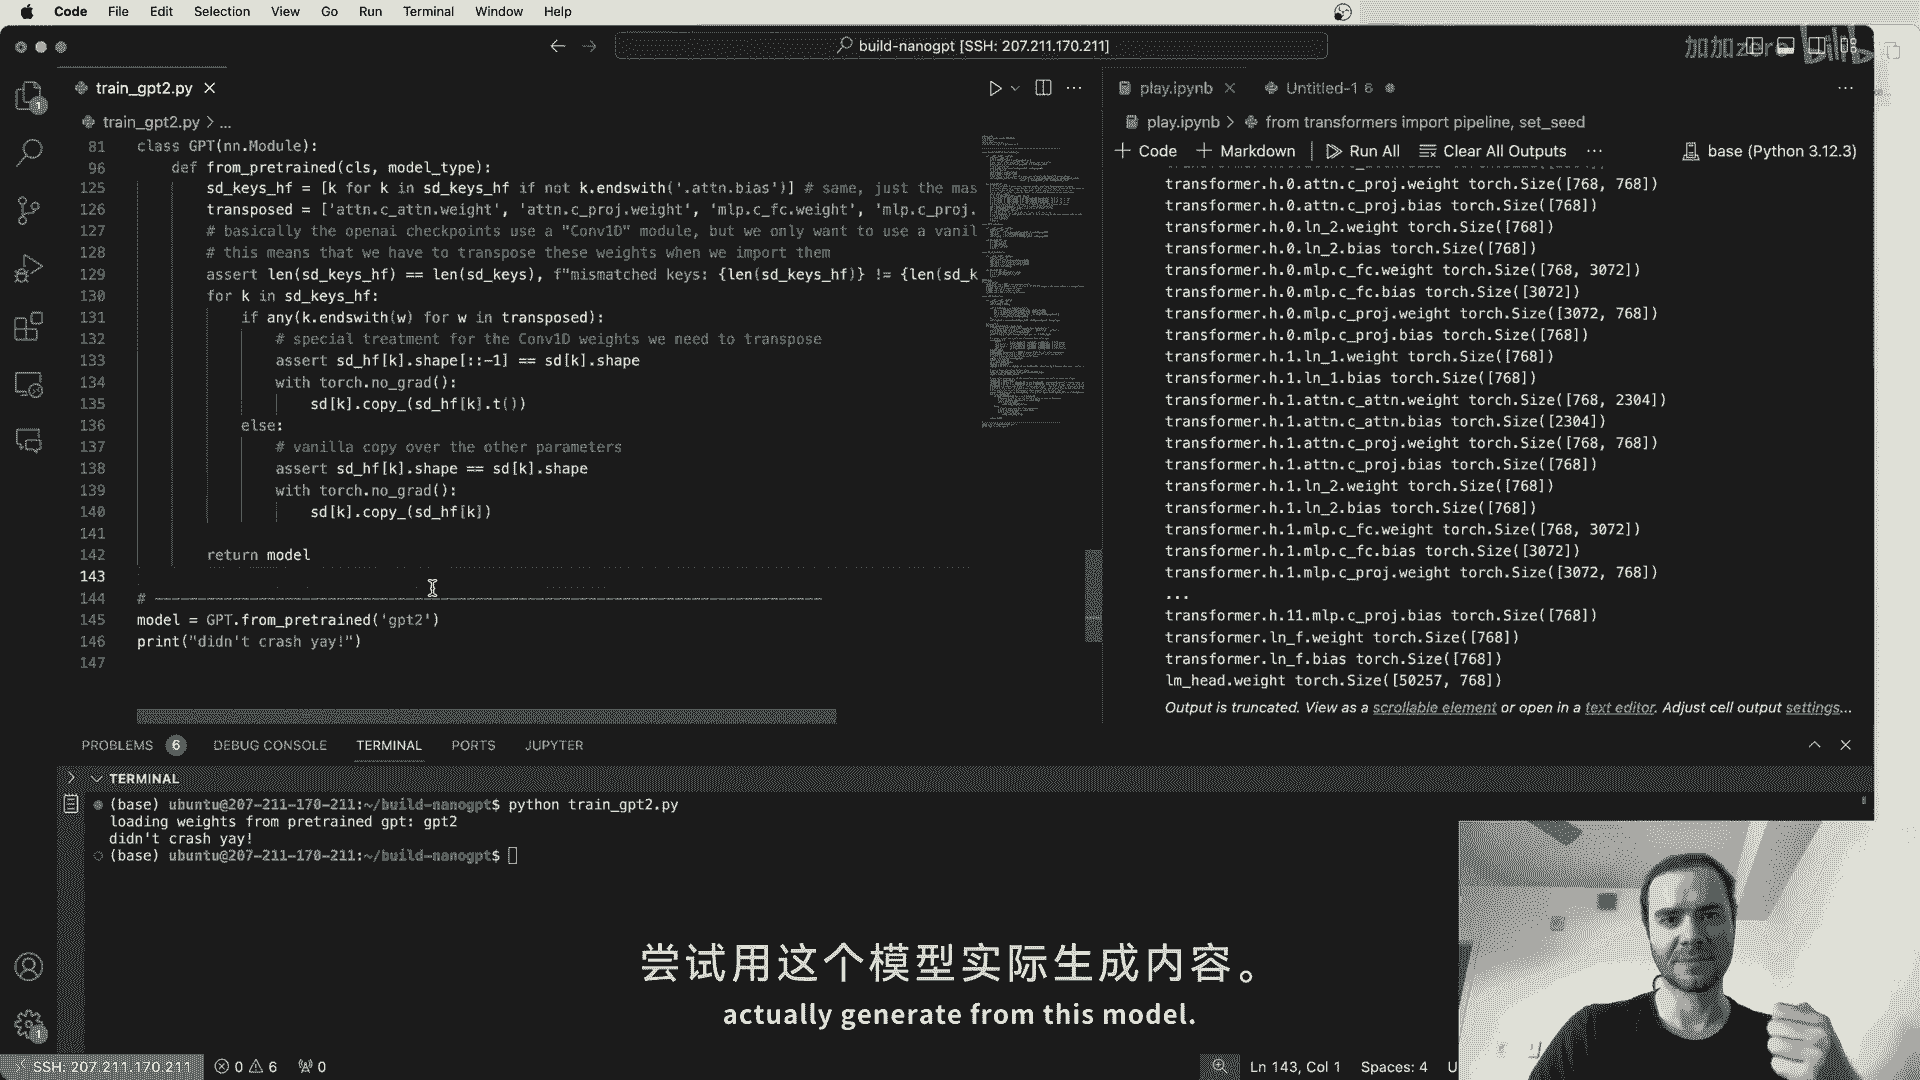 Code File Edit Selection View Go Run Terminal Window Help
build-nanogpt [SSH: 207.211.170.211]
加加zero
train_gpt2.py
train_gpt2.py > ...
81 class GPT(nn.Module):
96 def from_pretrained(cls, model_type):
125 sd_keys_hf = [k for k in sd_keys_hf if not k.endswith('.attn.bias')] # same, just the mas
126 transposed = ['attn.c_attn.weight', 'attn.c_proj.weight', 'mlp.c_fc.weight', 'mlp.c_proj.
127 # basically the openai checkpoints use a "Conv1D" module, but we only want to use a vanil
128 # this means that we have to transpose these weights when we import them
129 assert len(sd_keys_hf) == len(sd_keys), f"mismatched keys: {len(sd_keys_hf)} != {len(sd_k
130 for k in sd_keys_hf:
131 if any(k.endswith(w) for w in transposed):
132 # special treatment for the Conv1D weights we need to transpose
133 assert sd_hf[k].shape[::-1] == sd[k].shape
134 with torch.no_grad():
135 sd[k].copy_(sd_hf[k].t())
136 else:
137 # vanilla copy over the other parameters
138 assert sd_hf[k].shape == sd[k].shape
139 with torch.no_grad():
140 sd[k].copy_(sd_hf[k])
141
142 return model
143
144 # -----------------------------------------------------------------------------
145 model = GPT.from_pretrained('gpt2')
146 print("didn't crash yay!")
147
play.ipynb Untitled-1 6
play.ipynb > from transformers import pipeline, set_seed
+ Code + Markdown | Run All Clear All Outputs ... base (Python 3.12.3)
transformer.h.0.attn.c_proj.weight torch.Size([768, 768])
transformer.h.0.attn.c_proj.bias torch.Size([768])
transformer.h.0.ln_2.weight torch.Size([768])
transformer.h.0.ln_2.bias torch.Size([768])
transformer.h.0.mlp.c_fc.weight torch.Size([768, 3072])
transformer.h.0.mlp.c_fc.bias torch.Size([3072])
transformer.h.0.mlp.c_proj.weight torch.Size([3072, 768])
transformer.h.0.mlp.c_proj.bias torch.Size([768])
transformer.h.1.ln_1.weight torch.Size([768])
transformer.h.1.ln_1.bias torch.Size([768])
transformer.h.1.attn.c_attn.weight torch.Size([768, 2304])
transformer.h.1.attn.c_attn.bias torch.Size([2304])
transformer.h.1.attn.c_proj.weight torch.Size([768, 768])
transformer.h.1.attn.c_proj.bias torch.Size([768])
transformer.h.1.ln_2.weight torch.Size([768])
transformer.h.1.ln_2.bias torch.Size([768])
transformer.h.1.mlp.c_fc.weight torch.Size([768, 3072])
transformer.h.1.mlp.c_fc.bias torch.Size([3072])
transformer.h.1.mlp.c_proj.weight torch.Size([3072, 768])
...
transformer.h.11.mlp.c_proj.bias torch.Size([768])
transformer.ln_f.weight torch.Size([768])
transformer.ln_f.bias torch.Size([768])
lm_head.weight torch.Size([50257, 768])
Output is truncated. View as a scrollable element or open in a text editor. Adjust cell output settings...
PROBLEMS 6 DEBUG CONSOLE TERMINAL PORTS JUPYTER
TERMINAL
(base) ubuntu@207-211-170-211:~/build-nanogpt$ python train_gpt2.py
loading weights from pretrained gpt: gpt2
didn't crash yay!
(base) ubuntu@207-211-170-211:~/build-nanogpt$
尝试用这个模型实际生成内容。
actually generate from this model.
SSH: 207.211.170.211 0 6 0 Ln 143, Col 1 Spaces: 4